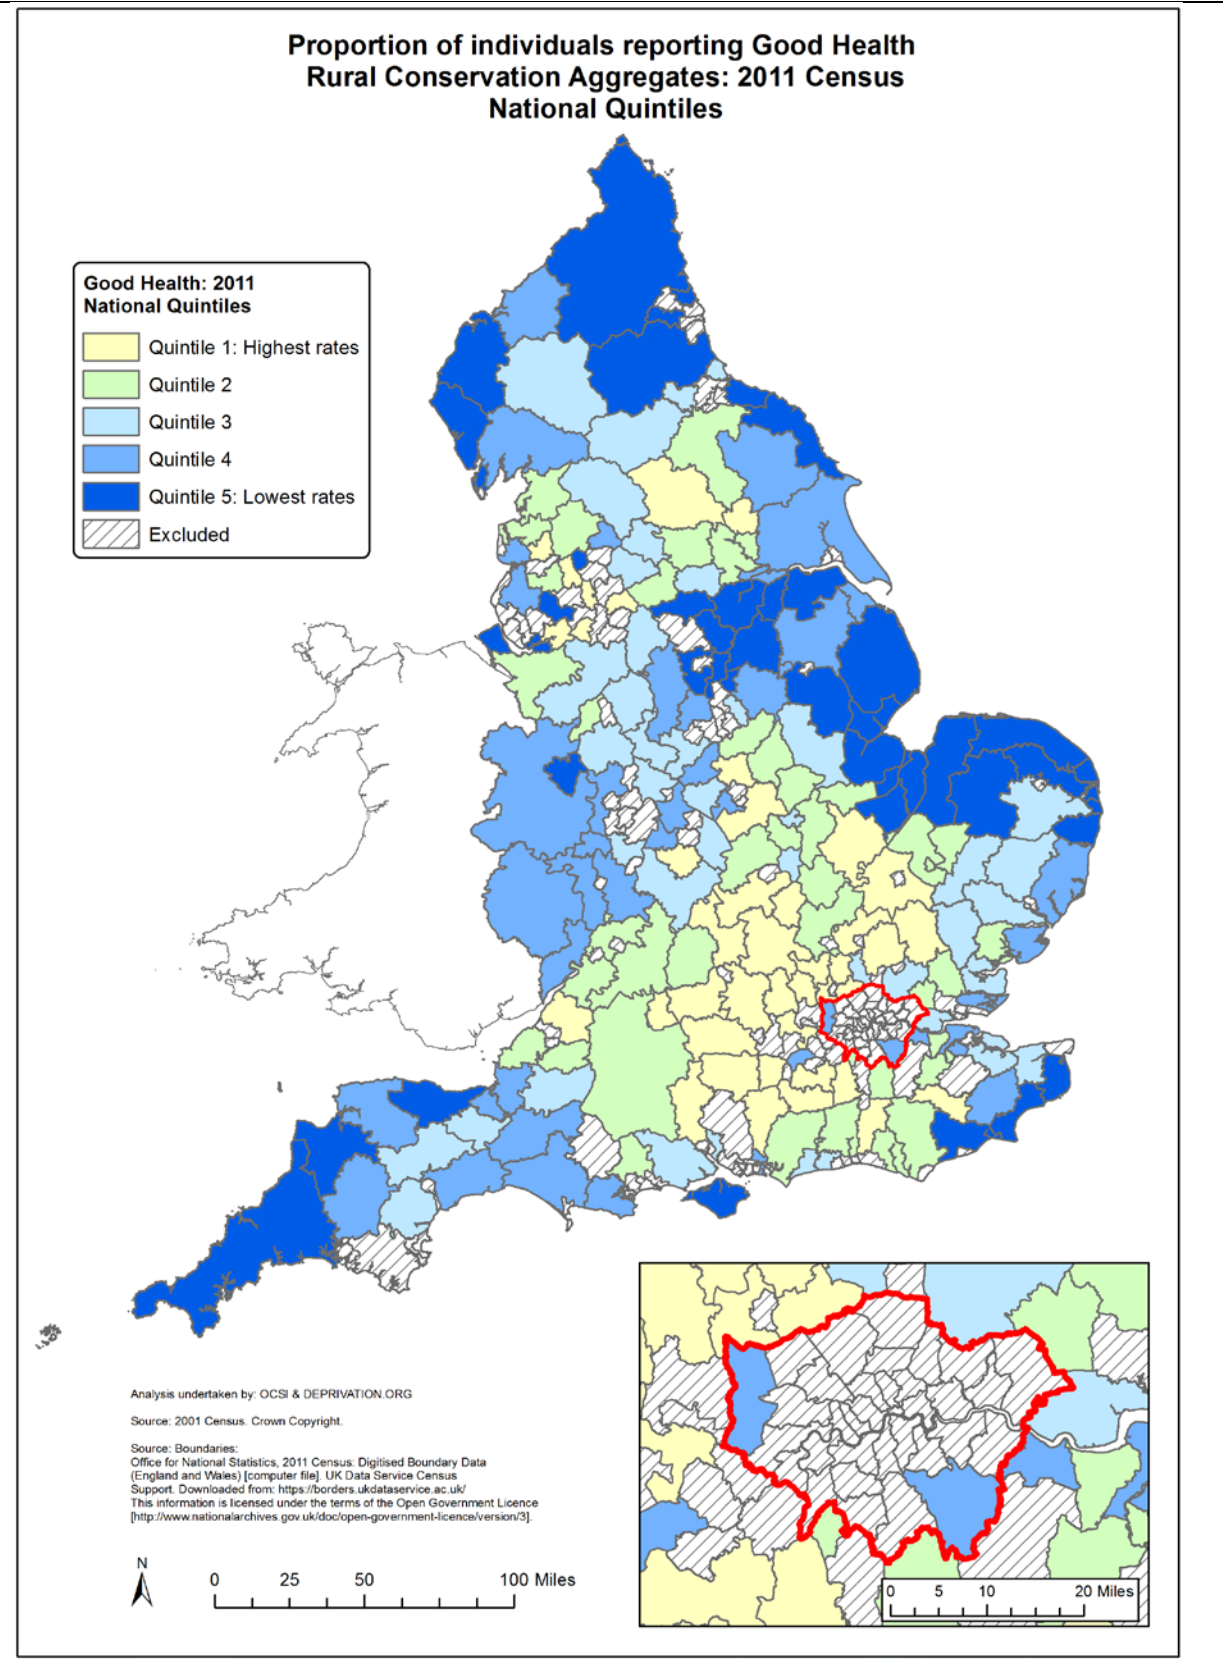 Proportion of individuals reporting Good Health
Rural Conservation Aggregates: 2011 Census
National Quintiles
Good Health: 2011
National Quintiles
Quintile 1: Highest rates
Quintile 2
Quintile 3
Quintile 4
Quintile 5: Lowest rates
Excluded
Analysis undertaken by: OCSI & DEPRIVATION.ORG
Source: 2001 Census. Crown Copyright.
Source: Boundaries:
Office for National Statistics, 2011 Census: Digitised Boundary Data
(England and Wales) [computer file]. UK Data Service Census
Support. Downloaded from: https://borders.ukdataservice.ac.uk/
This information is licensed under the terms of the Open Government Licence
[http://www.nationalarchives.gov.uk/doc/open-government-licence/version/3].
N
0 25 50 100 Miles
0 5 10 20 Miles